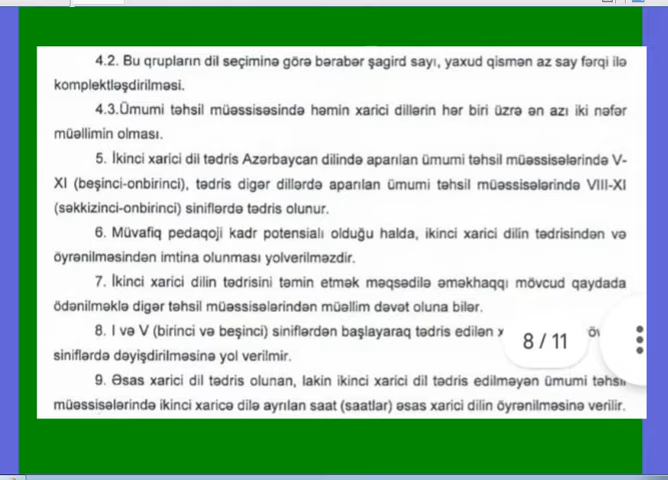 4.2. Bu qrupların dil seçiminə görə bərabər şagird sayı, yaxud qismən az say fərqi ilə
komplektləşdirilməsi.
4.3.Ümumi təhsil müəssisəsində həmin xarici dillərin hər biri üzrə ən azı iki nəfər
müəllimin olması.
5. İkinci xarici dil tədris Azərbaycan dilində aparılan ümumi təhsil müəssisələrində V-
XI (beşinci-onbirinci), tədris digər dillərdə aparılan ümumi təhsil müəssisələrində VIII-XI
(səkkizinci-onbirinci) siniflərdə tədris olunur.
6. Müvafiq pedaqoji kadr potensialı olduğu halda, ikinci xarici dilin tədrisindən və
öyrənilməsindən imtina olunması yolverilməzdir.
7. İkinci xarici dilin tədrisini təmin etmək məqsədilə əməkhaqqı mövcud qaydada
ödənilməklə digər təhsil müəssisələrindən müəllim dəvət oluna bilər.
8. I və V (birinci və beşinci) siniflərdən başlayaraq tədris edilən
siniflərdə dəyişdirilməsinə yol verilmir.
8 / 11
9. Əsas xarici dil tədris olunan, lakin ikinci xarici dil tədris edilməyən ümumi təhsil
müəssisələrində ikinci xaricə dilə ayrılan saat (saatlar) əsas xarici dilin öyrənilməsinə verilir.